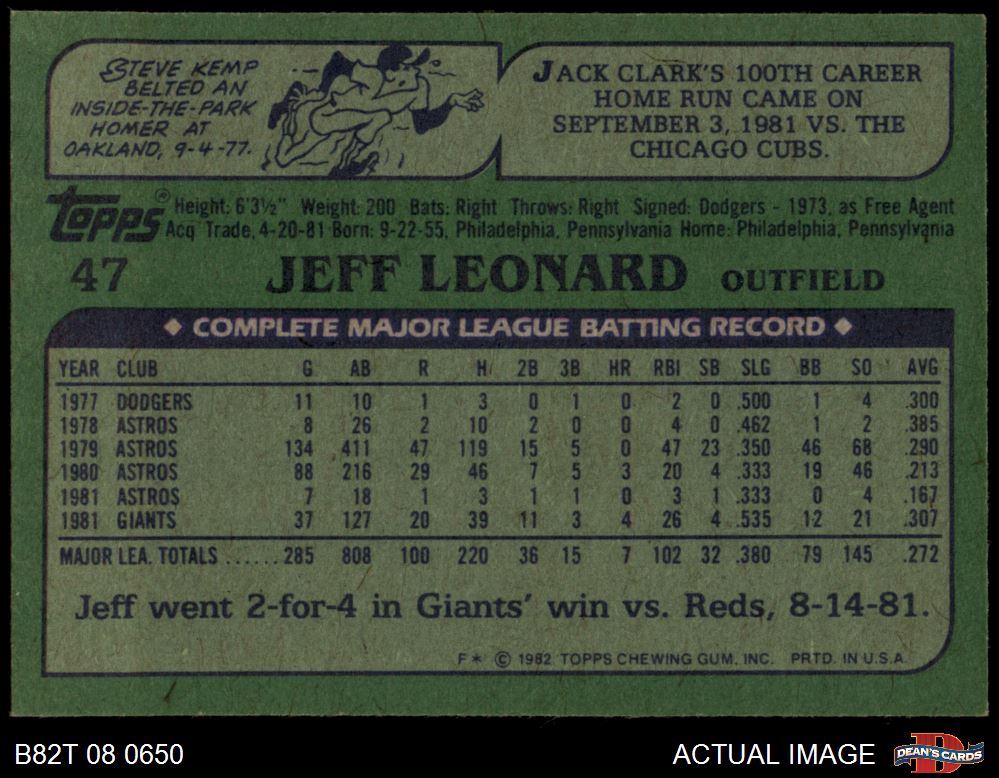 STEVE KEMP
BELTED AN
INSIDE-THE-PARK
HOMER AT
OAKLAND, 9-4-77.
JACK CLARK'S 100TH CAREER
HOME RUN CAME ON
SEPTEMBER 3, 1981 VS. THE
CHICAGO CUBS.
Topps® Height: 6'3½" Weight: 200 Bats: Right Throws: Right Signed: Dodgers - 1973, as Free Agent
Acq Trade, 4-20-81 Born: 9-22-55, Philadelphia, Pennsylvania Home: Philadelphia, Pennsylvania
47 JEFF LEONARD OUTFIELD
◆ COMPLETE MAJOR LEAGUE BATTING RECORD ◆
YEAR CLUB G AB R H 2B 3B HR RBI SB SLG BB SO AVG
1977 DODGERS 11 10 1 3 0 1 0 2 0 .500 1 4 .300
1978 ASTROS 8 26 2 10 2 0 0 4 0 .462 1 2 .385
1979 ASTROS 134 411 47 119 15 5 0 47 23 .350 46 68 .290
1980 ASTROS 88 216 29 46 7 5 3 20 4 .333 19 46 .213
1981 ASTROS 7 18 1 3 1 1 0 3 1 .333 0 4 .167
1981 GIANTS 37 127 20 39 11 3 4 26 4 .535 12 21 .307
MAJOR LEA. TOTALS ...... 285 808 100 220 36 15 7 102 32 .380 79 145 .272
Jeff went 2-for-4 in Giants' win vs. Reds, 8-14-81.
F* © 1982 TOPPS CHEWING GUM, INC. PRTD. IN U.S.A.
B82T 08 0650 ACTUAL IMAGE D DEAN'S CARDS